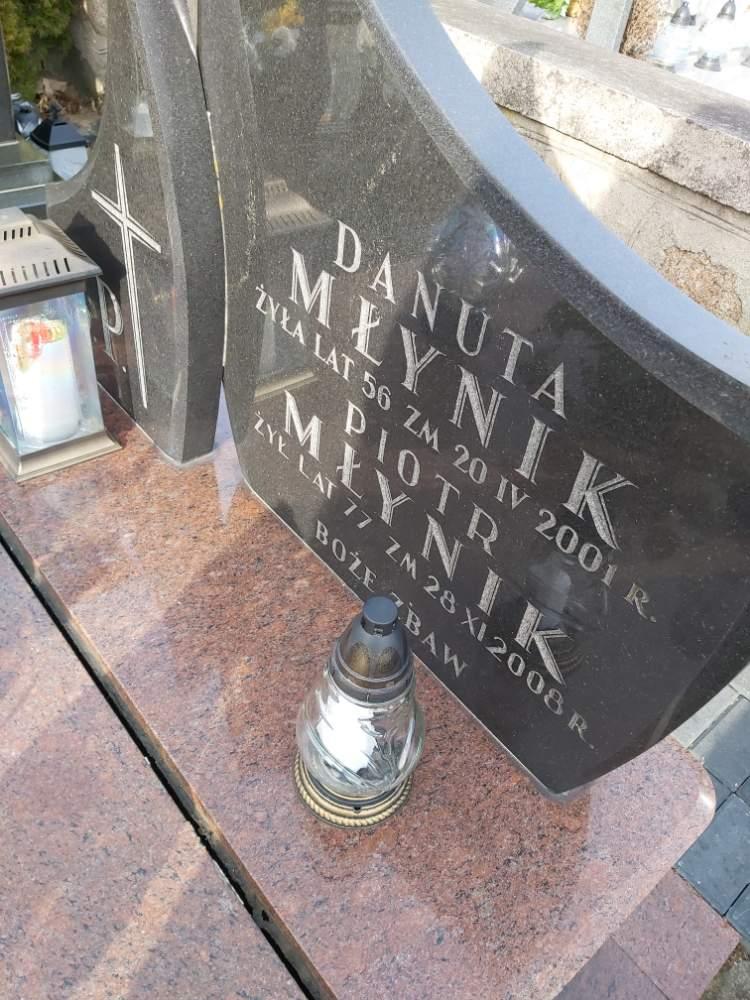 Ś. P.
DANUTA
MŁYNIK
ŻYŁA LAT 56 ZM 20 IV 2001 R.
PIOTR
MŁYNIK
ŻYŁ LAT 77 ZM 28 XI 2008 R.
BOŻE ZBAW